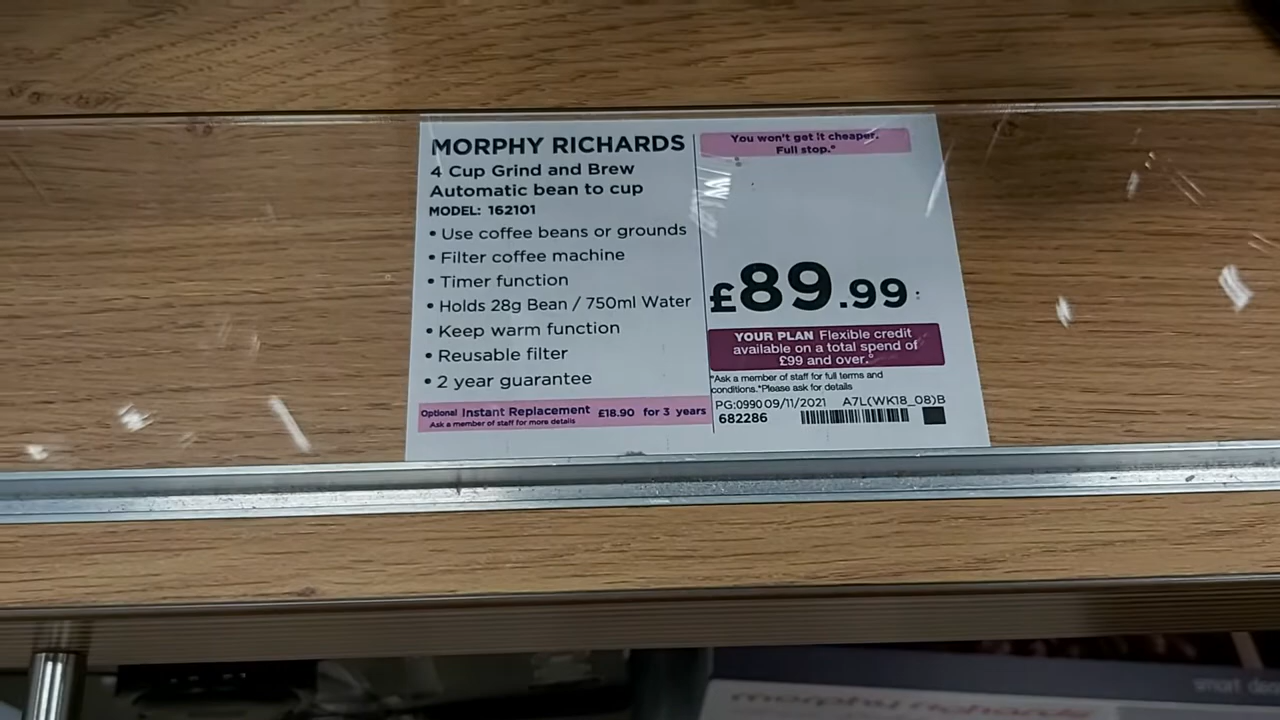 MORPHY RICHARDS
4 Cup Grind and Brew
Automatic bean to cup
MODEL: 162101
• Use coffee beans or grounds
• Filter coffee machine
• Timer function
• Holds 28g Bean / 750ml Water
• Keep warm function
• Reusable filter
• 2 year guarantee
Optional Instant Replacement £18.90 for 3 years
Ask a member of staff for more details
You won't get it cheaper.
Full stop.*
£89.99
YOUR PLAN Flexible credit
available on a total spend of
£99 and over.°
*Ask a member of staff for full terms and
conditions.°Please ask for details
PG:0990 09/11/2021 A7L(WK18_08)B
682286
smart
morphy richards